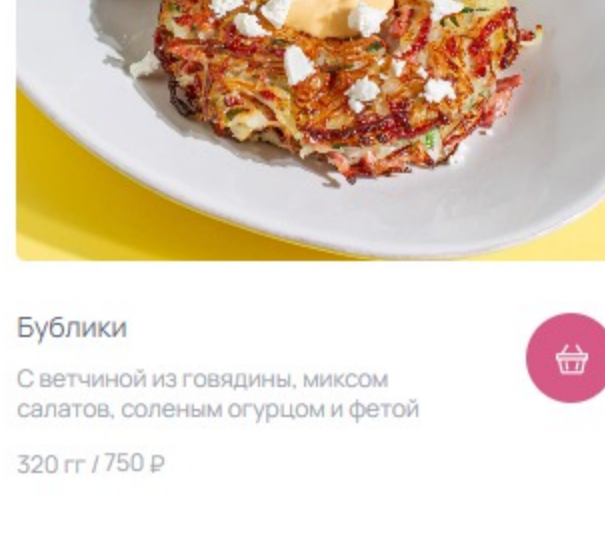 Бублики
С ветчиной из говядины, миксом
салатов, соленым огурцом и фетой
320 гг / 750 ₽